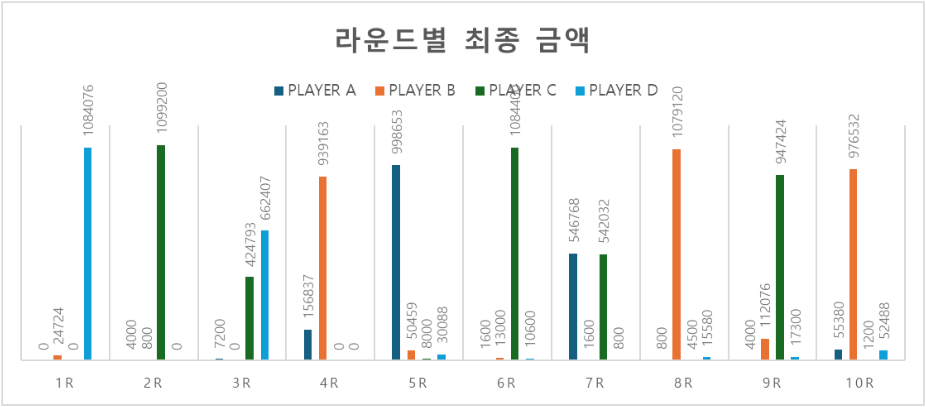 라운드별 최종 금액
PLAYER A PLAYER B PLAYER C PLAYER D
0 24724 0 1084076
4000 800 1099200 0
7200 0 424793 662407
156837 939163 0 0
998653 50459 8000 30088
1600 13000 10600
546768 1600 542032 800
800 1079120 4500 15580
4000 112076 947424 17300
55380 976532 1200 52488
1R 2R 3R 4R 5R 6R 7R 8R 9R 10R